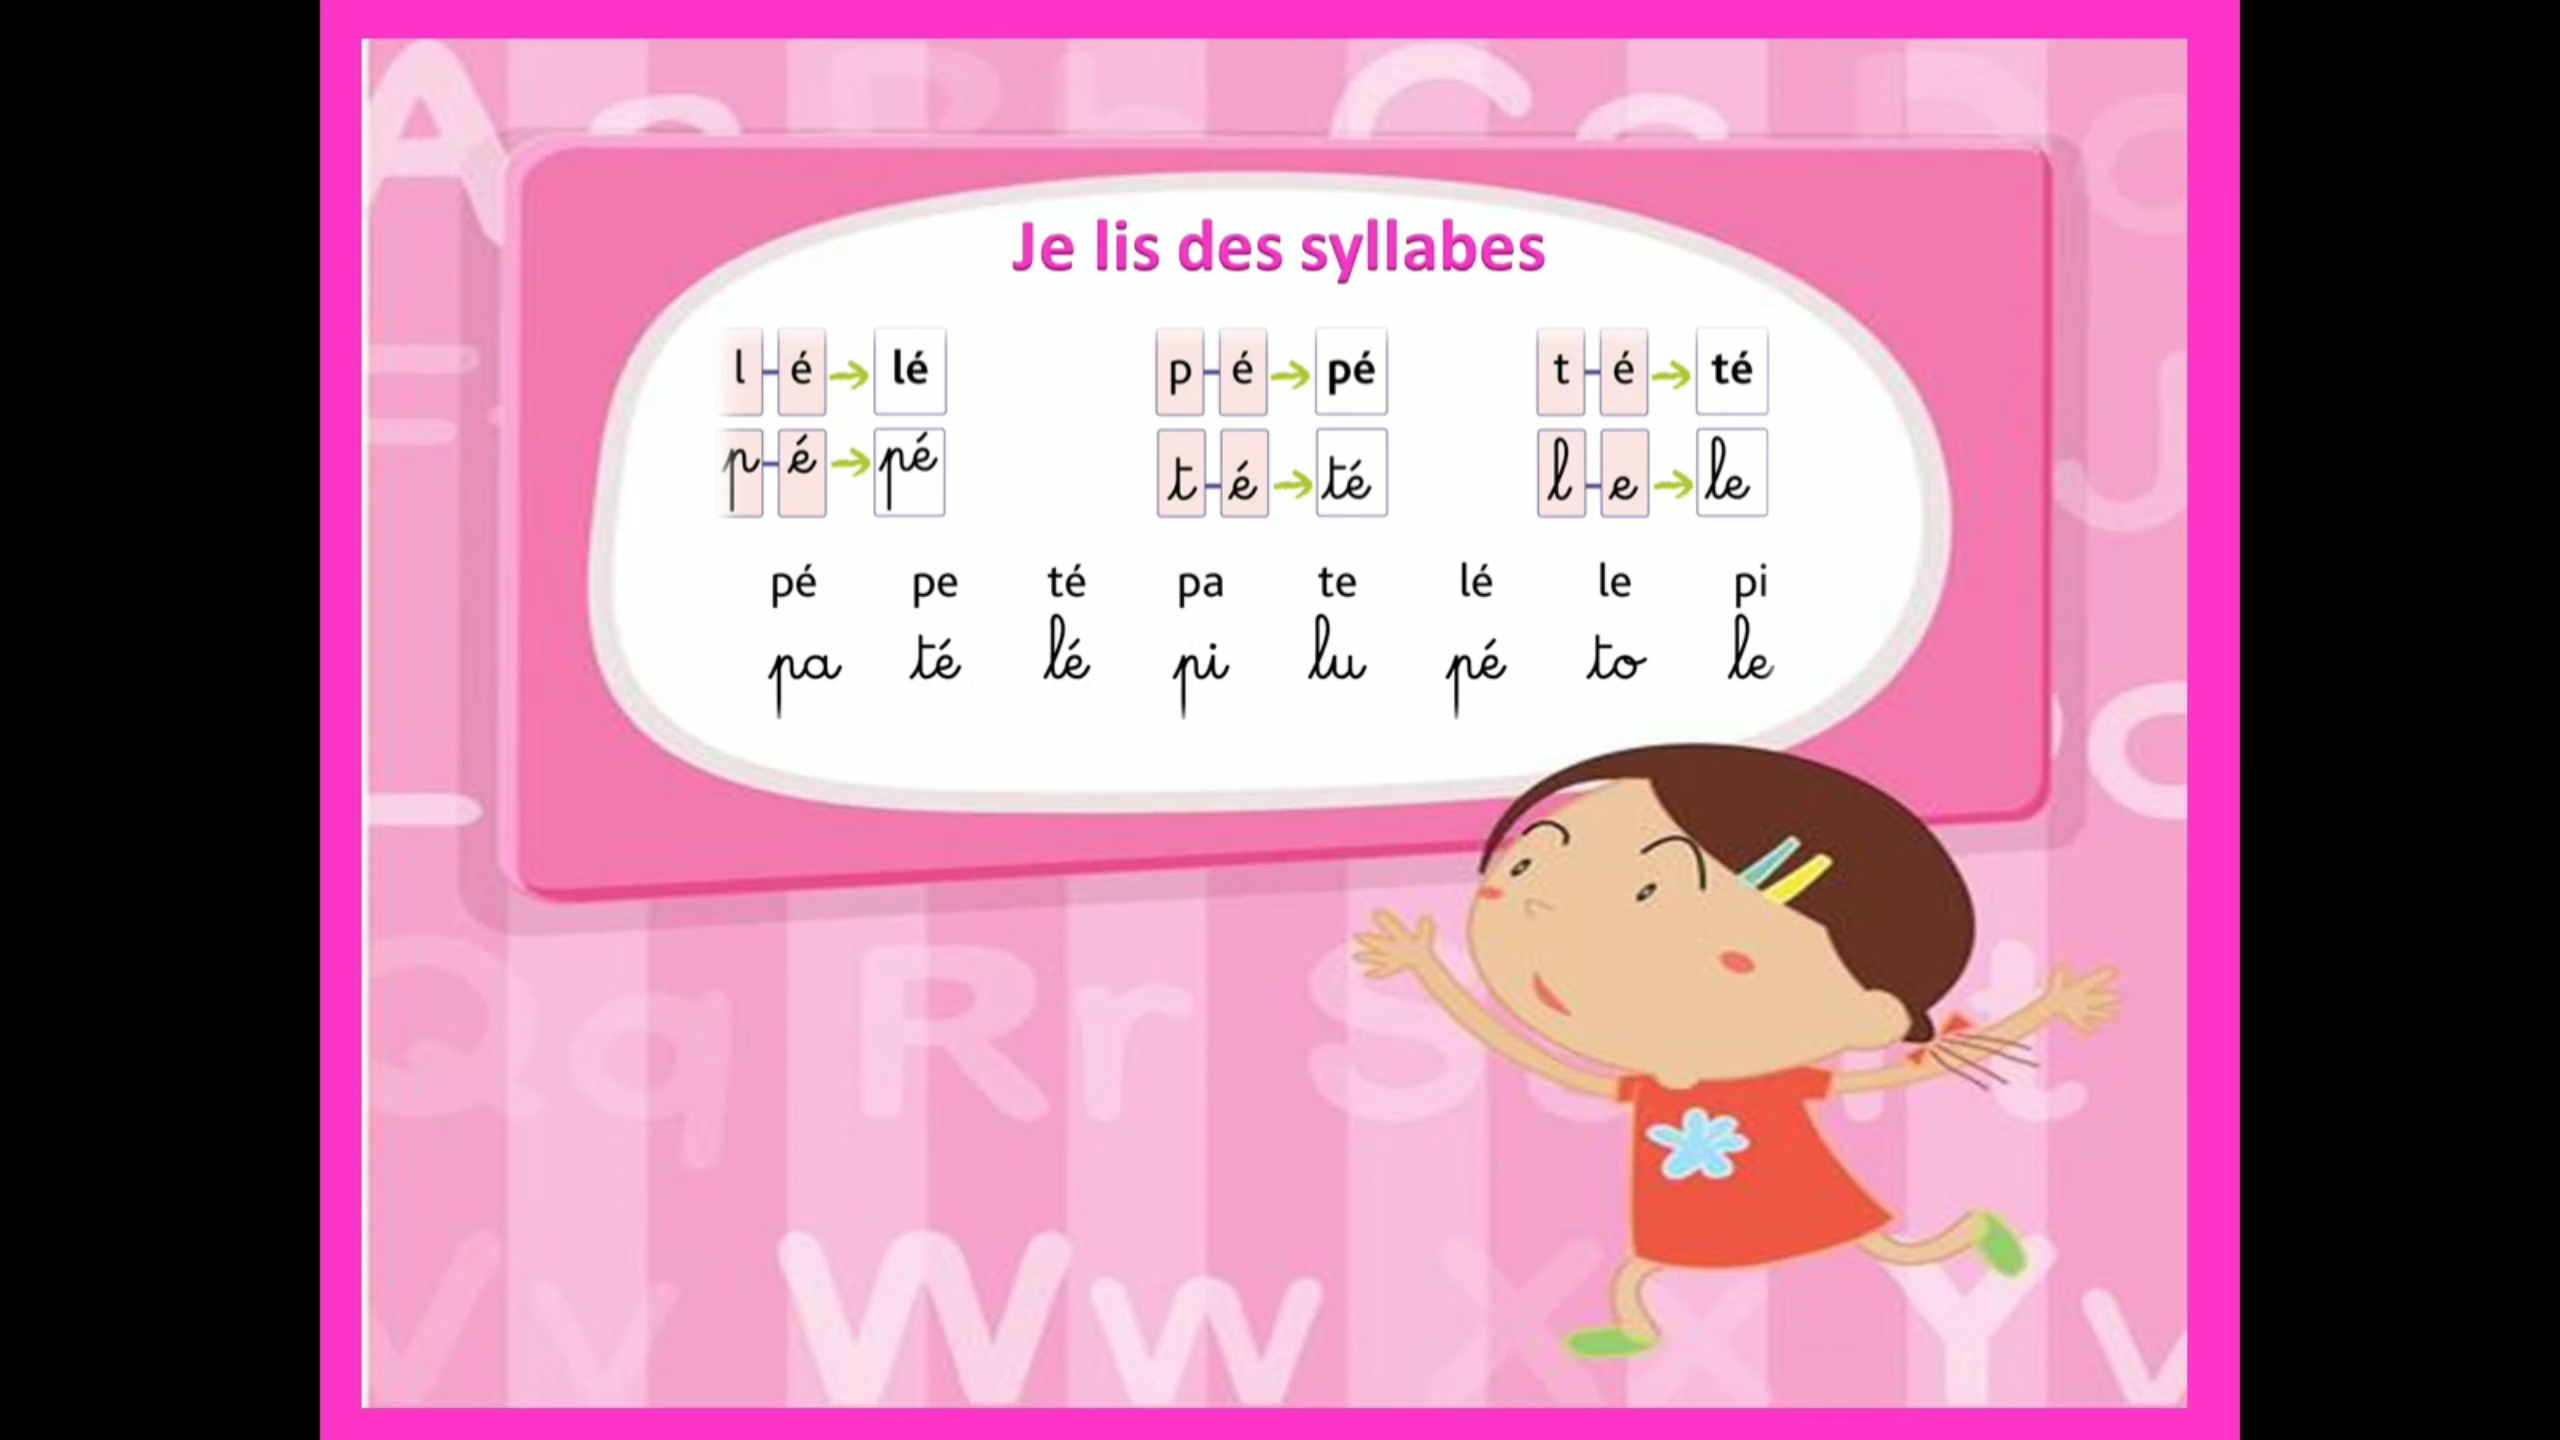 Je lis des syllabes
l - é → lé p - é → pé t - é → té
p - é → pé t - é → té l - e → le
pé pe té pa te lé le pi
pa té lé pi lu pé to le